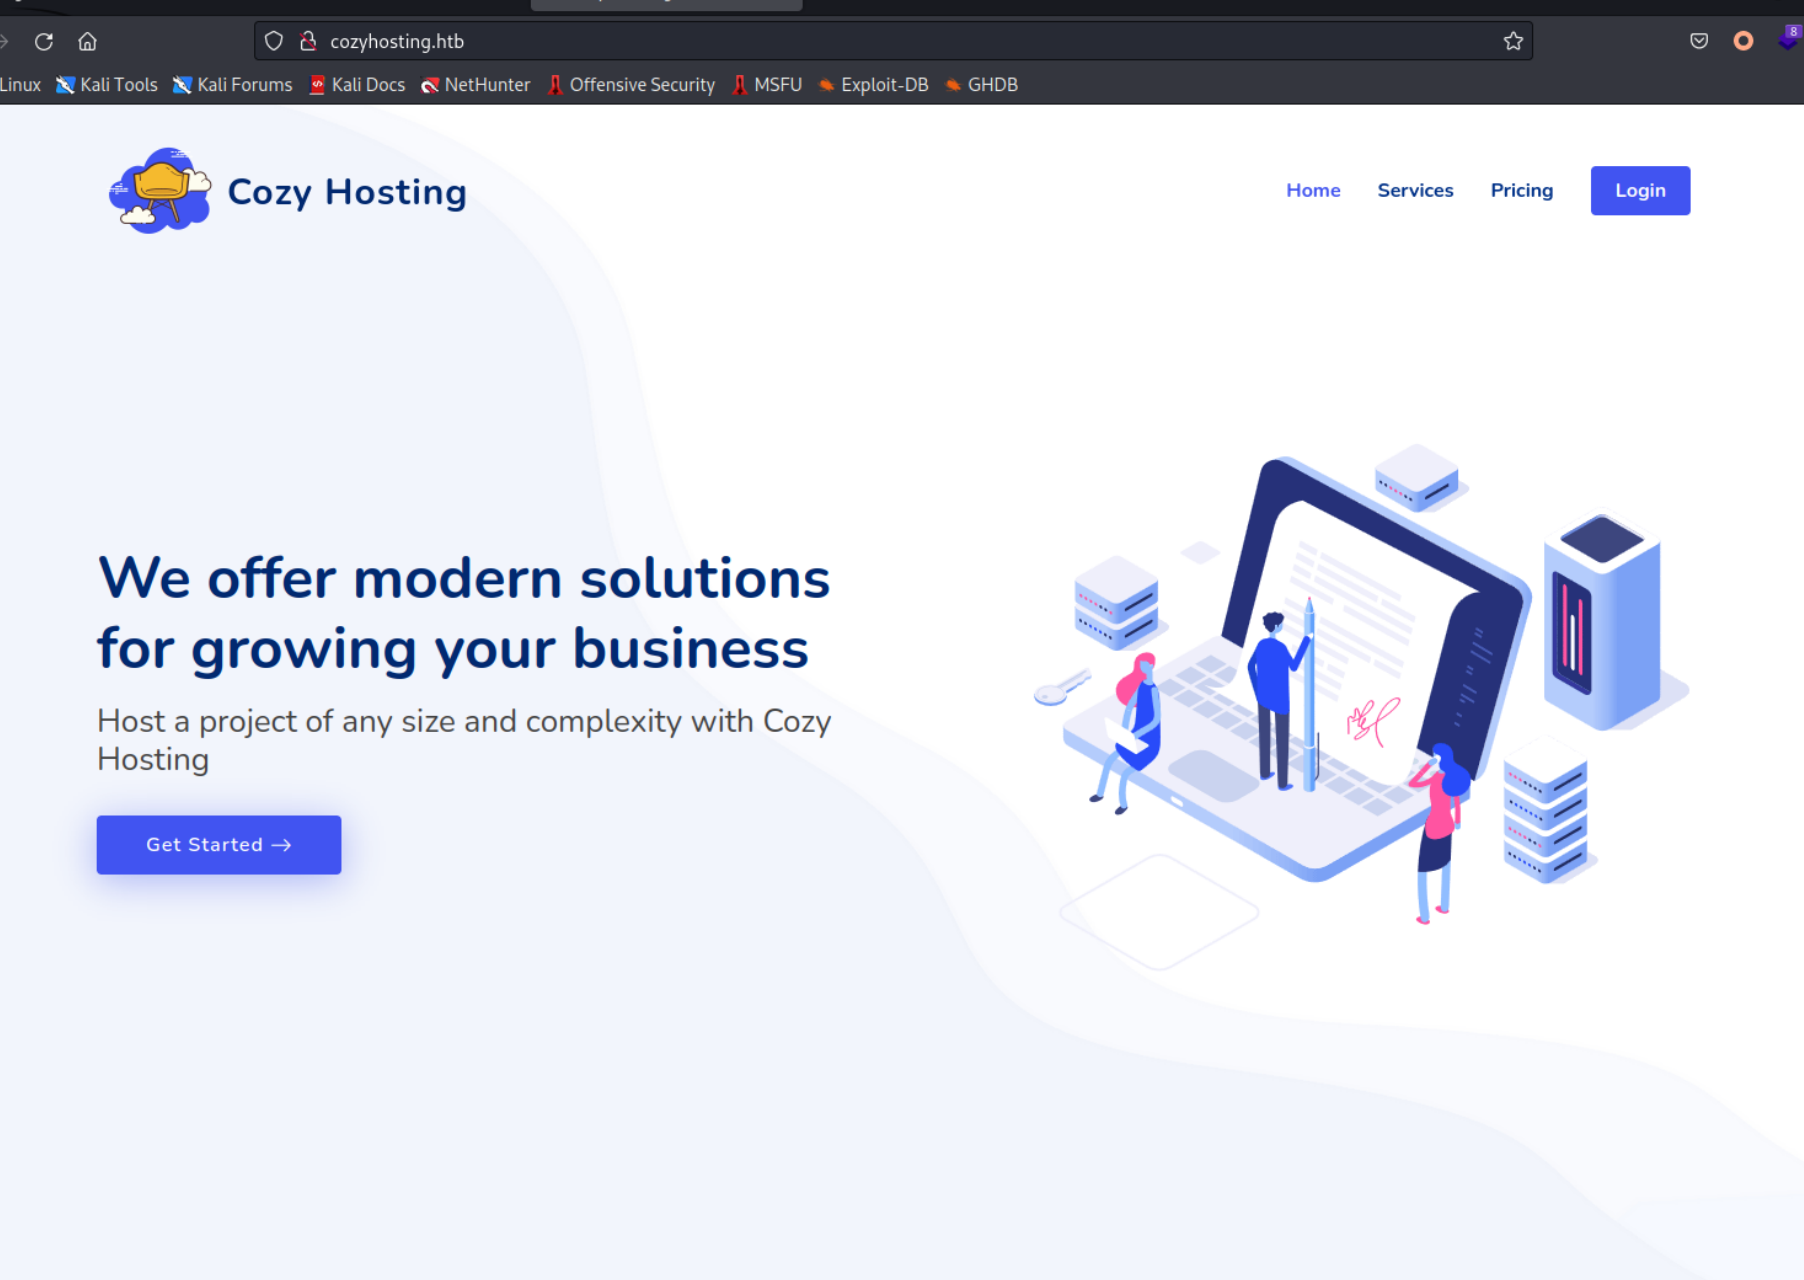 cozyhosting.htb
8
Linux Kali Tools Kali Forums Kali Docs NetHunter Offensive Security MSFU Exploit-DB GHDB
Cozy Hosting
Home Services Pricing Login
We offer modern solutions
for growing your business
Host a project of any size and complexity with Cozy
Hosting
Get Started →